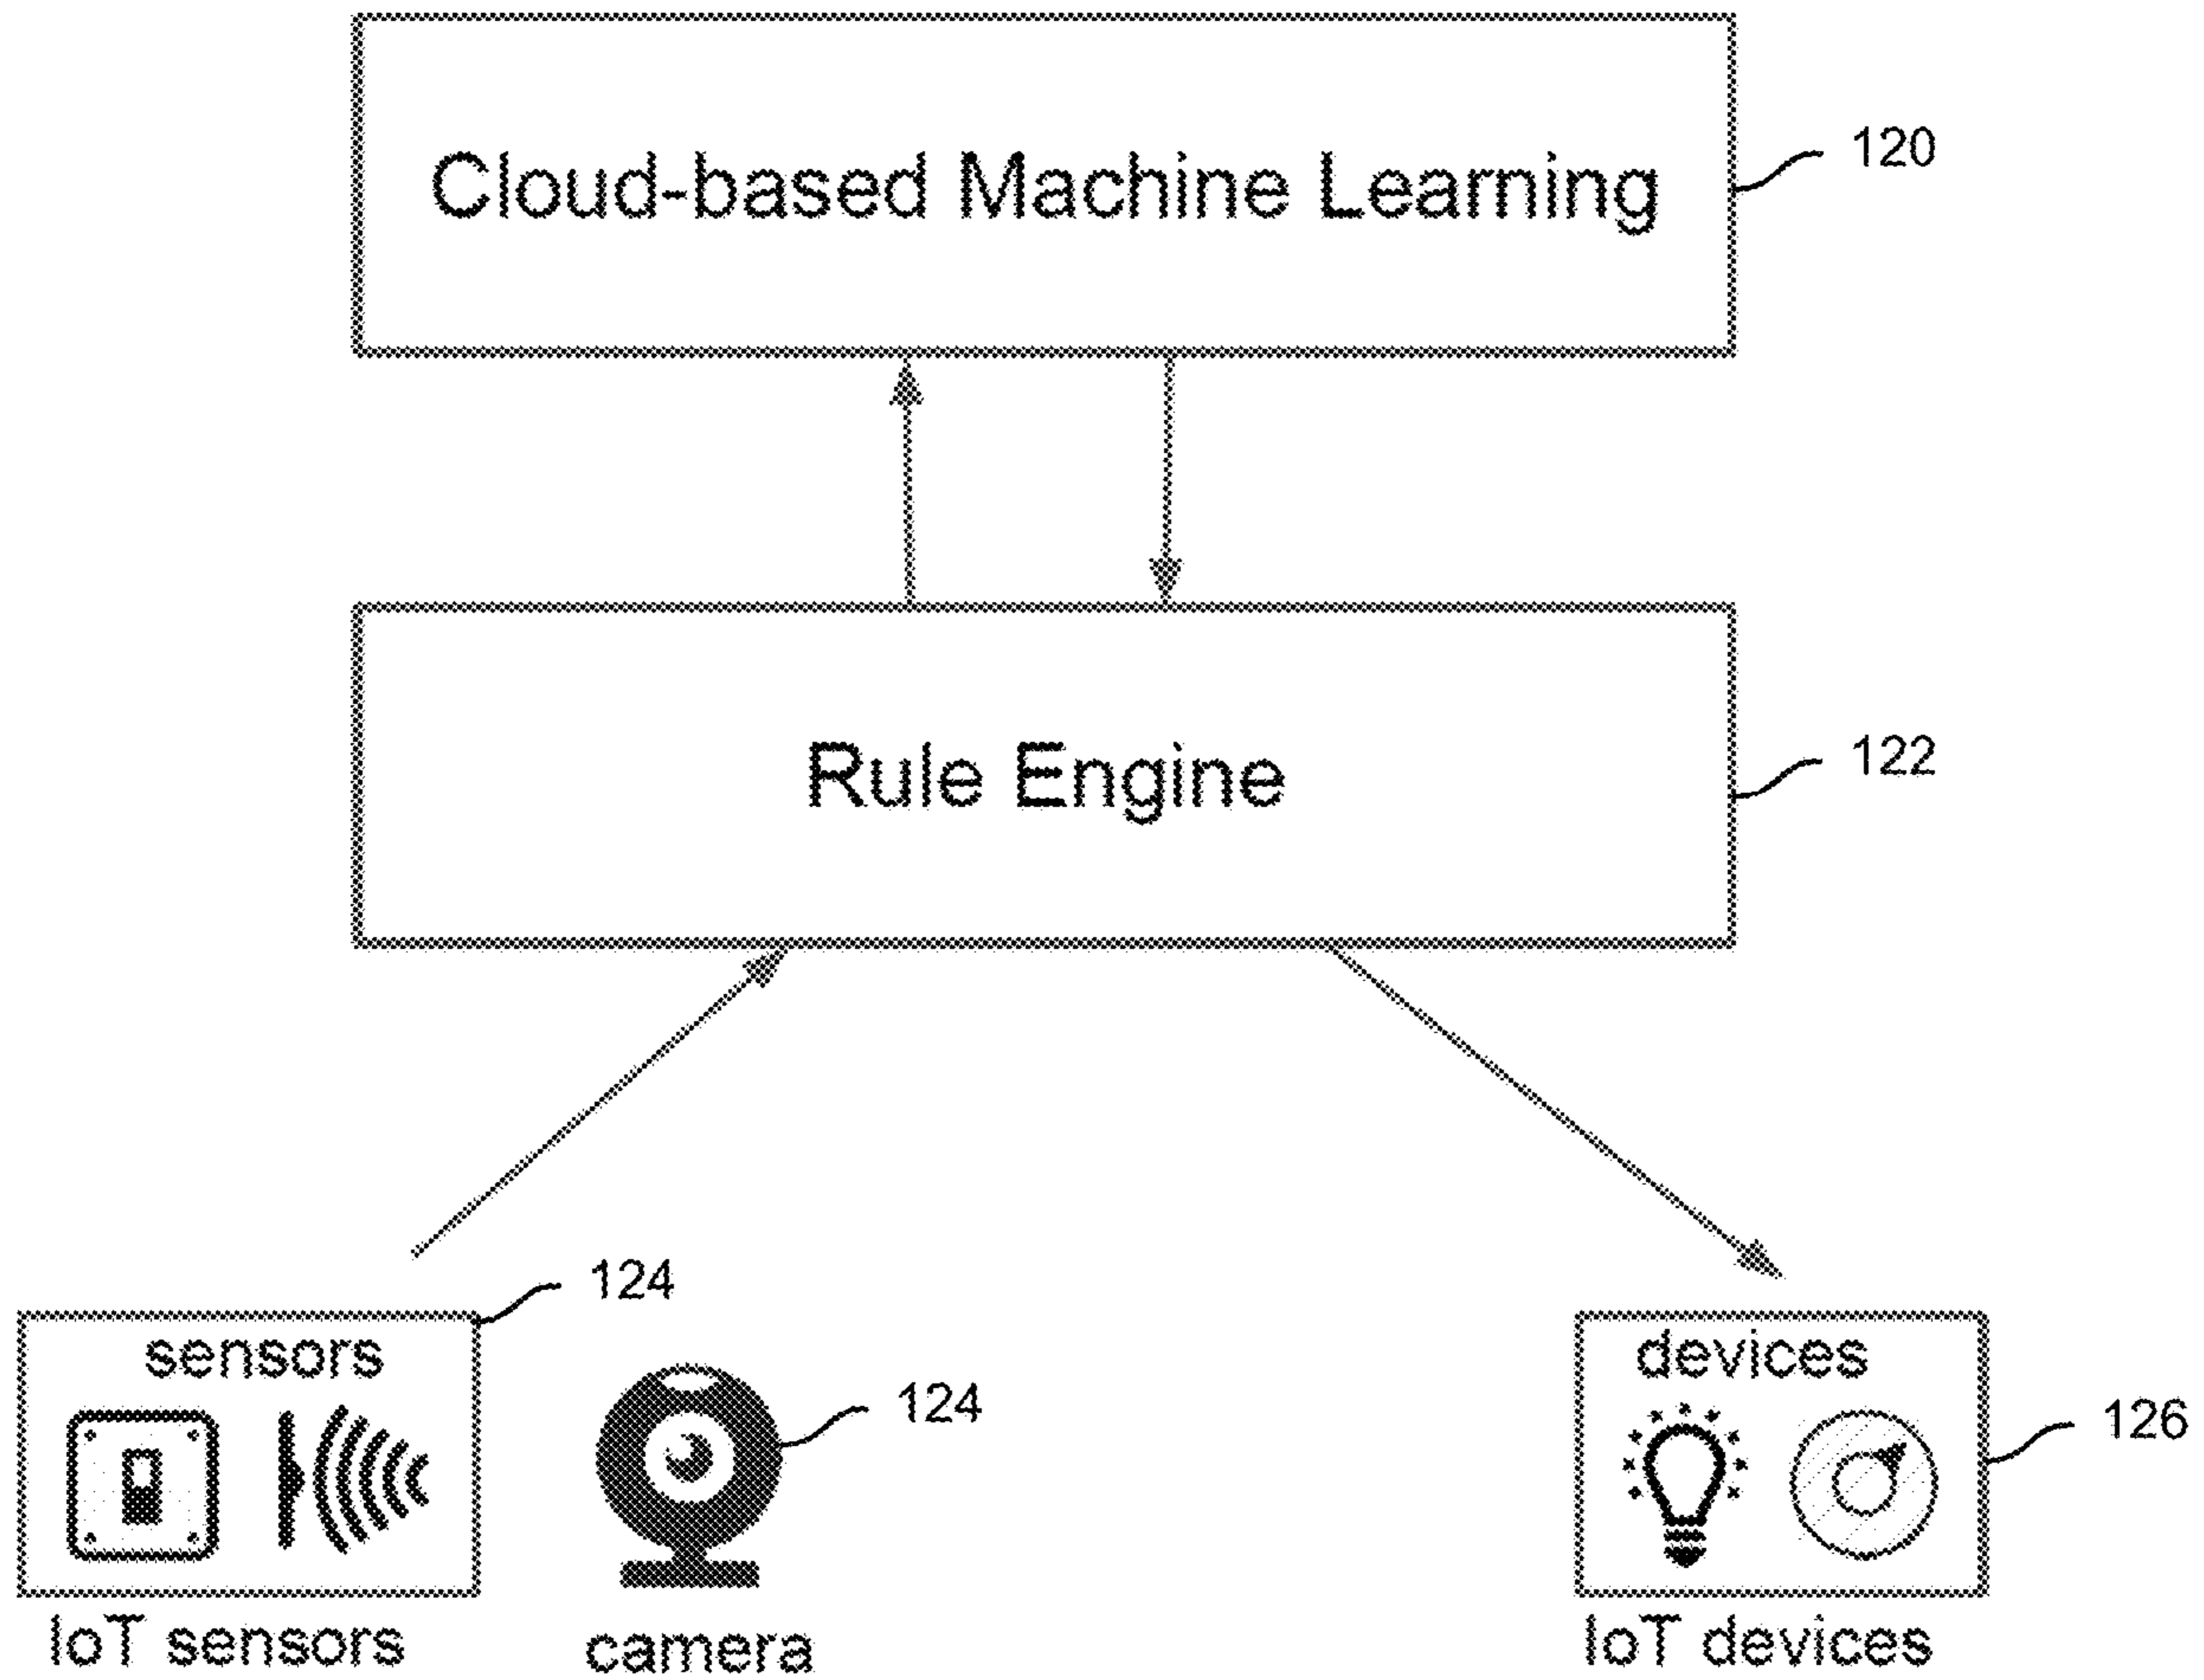 Cloud-based Machine Learning
120
Rule Engine
122
124
sensors
124
devices
126
IoT sensors
camera
IoT devices